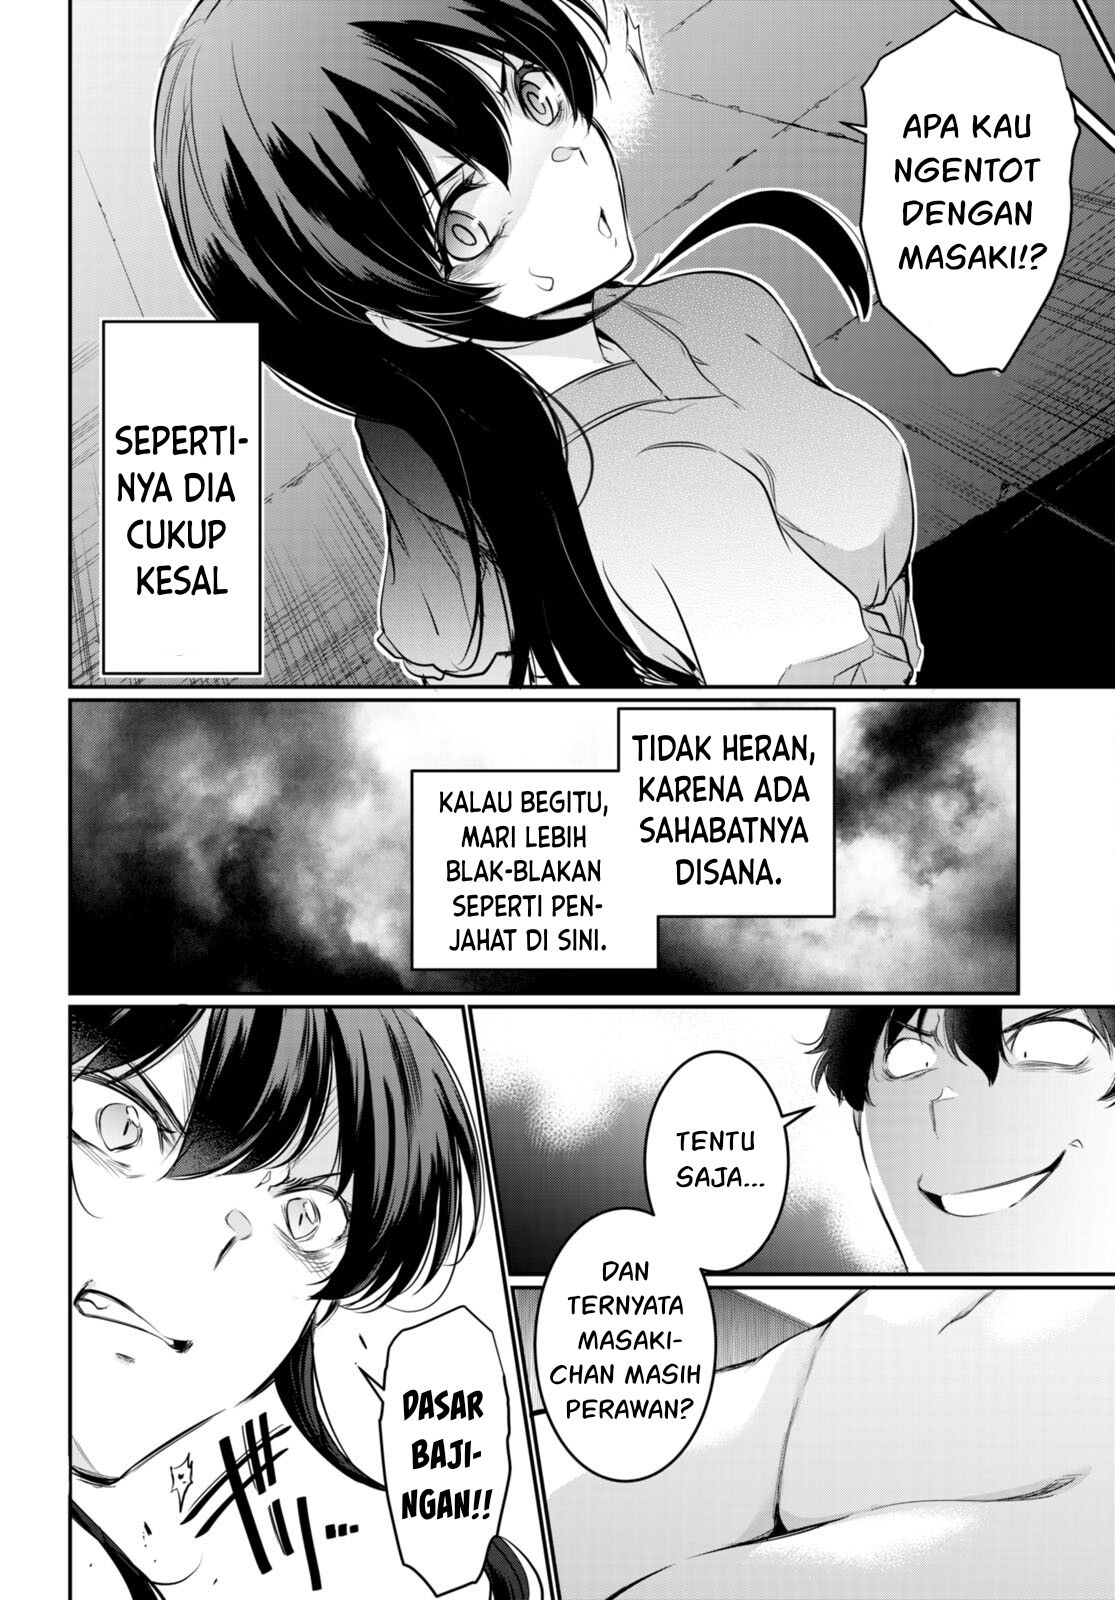 APA KAU
NGENTOT
DENGAN
MASAKI!?
SEPERTI-
NYA DIA
CUKUP
KESAL
TIDAK HERAN,
KARENA ADA
SAHABATNYA
DISANA.
KALAU BEGITU,
MARI LEBIH
BLAK-BLAKAN
SEPERTI PEN-
JAHAT DI SINI.
TENTU
SAJA...
DAN
TERNYATA
MASAKI-
CHAN MASIH
PERAWAN?
DASAR
BAJI-
NGAN!!